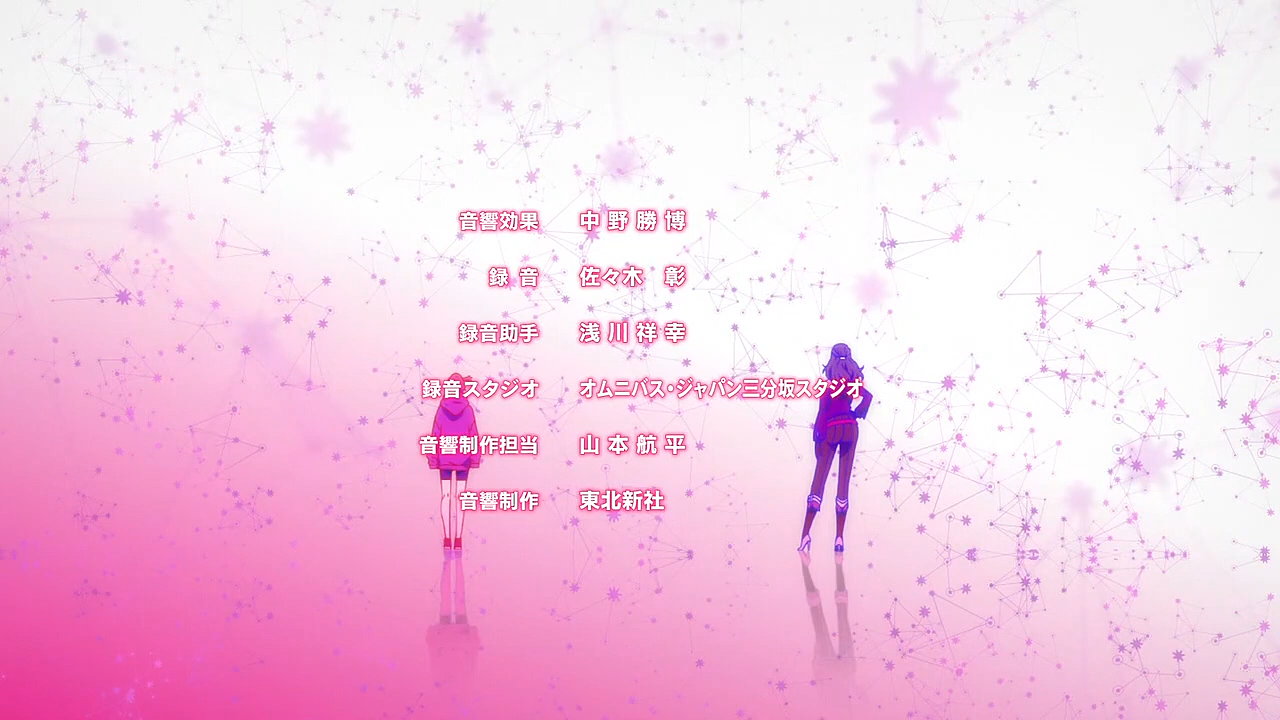 音響効果 中野勝博
録音 佐々木 彰
録音助手 浅川祥幸
録音スタジオ オムニバス・ジャパン三分坂スタジオ
音響制作担当 山本航平
音響制作 東北新社